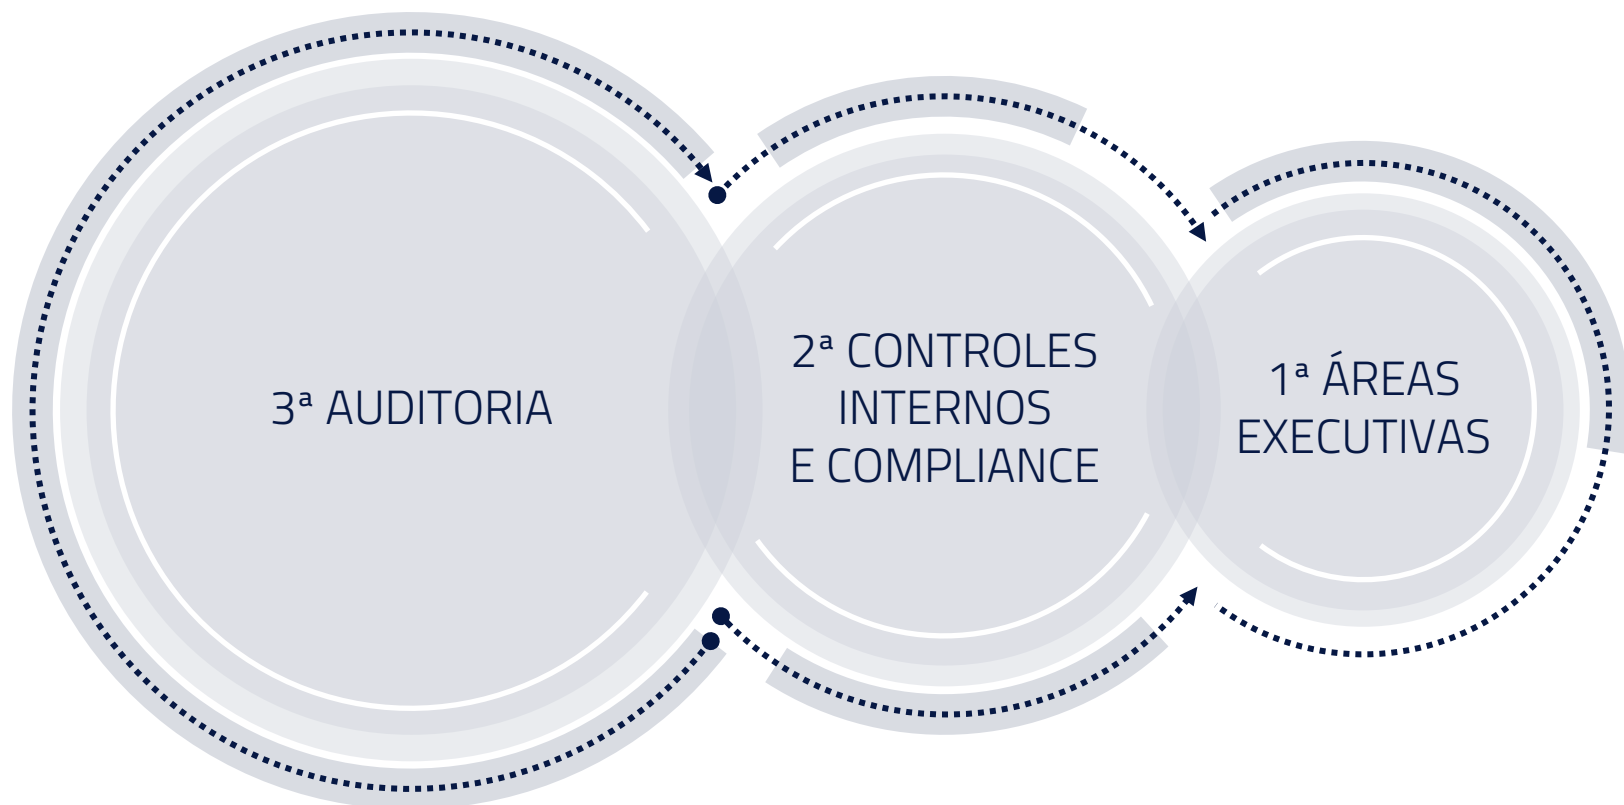 3ª AUDITORIA
2ª CONTROLES
INTERNOS
E COMPLIANCE
1ª ÁREAS
EXECUTIVAS